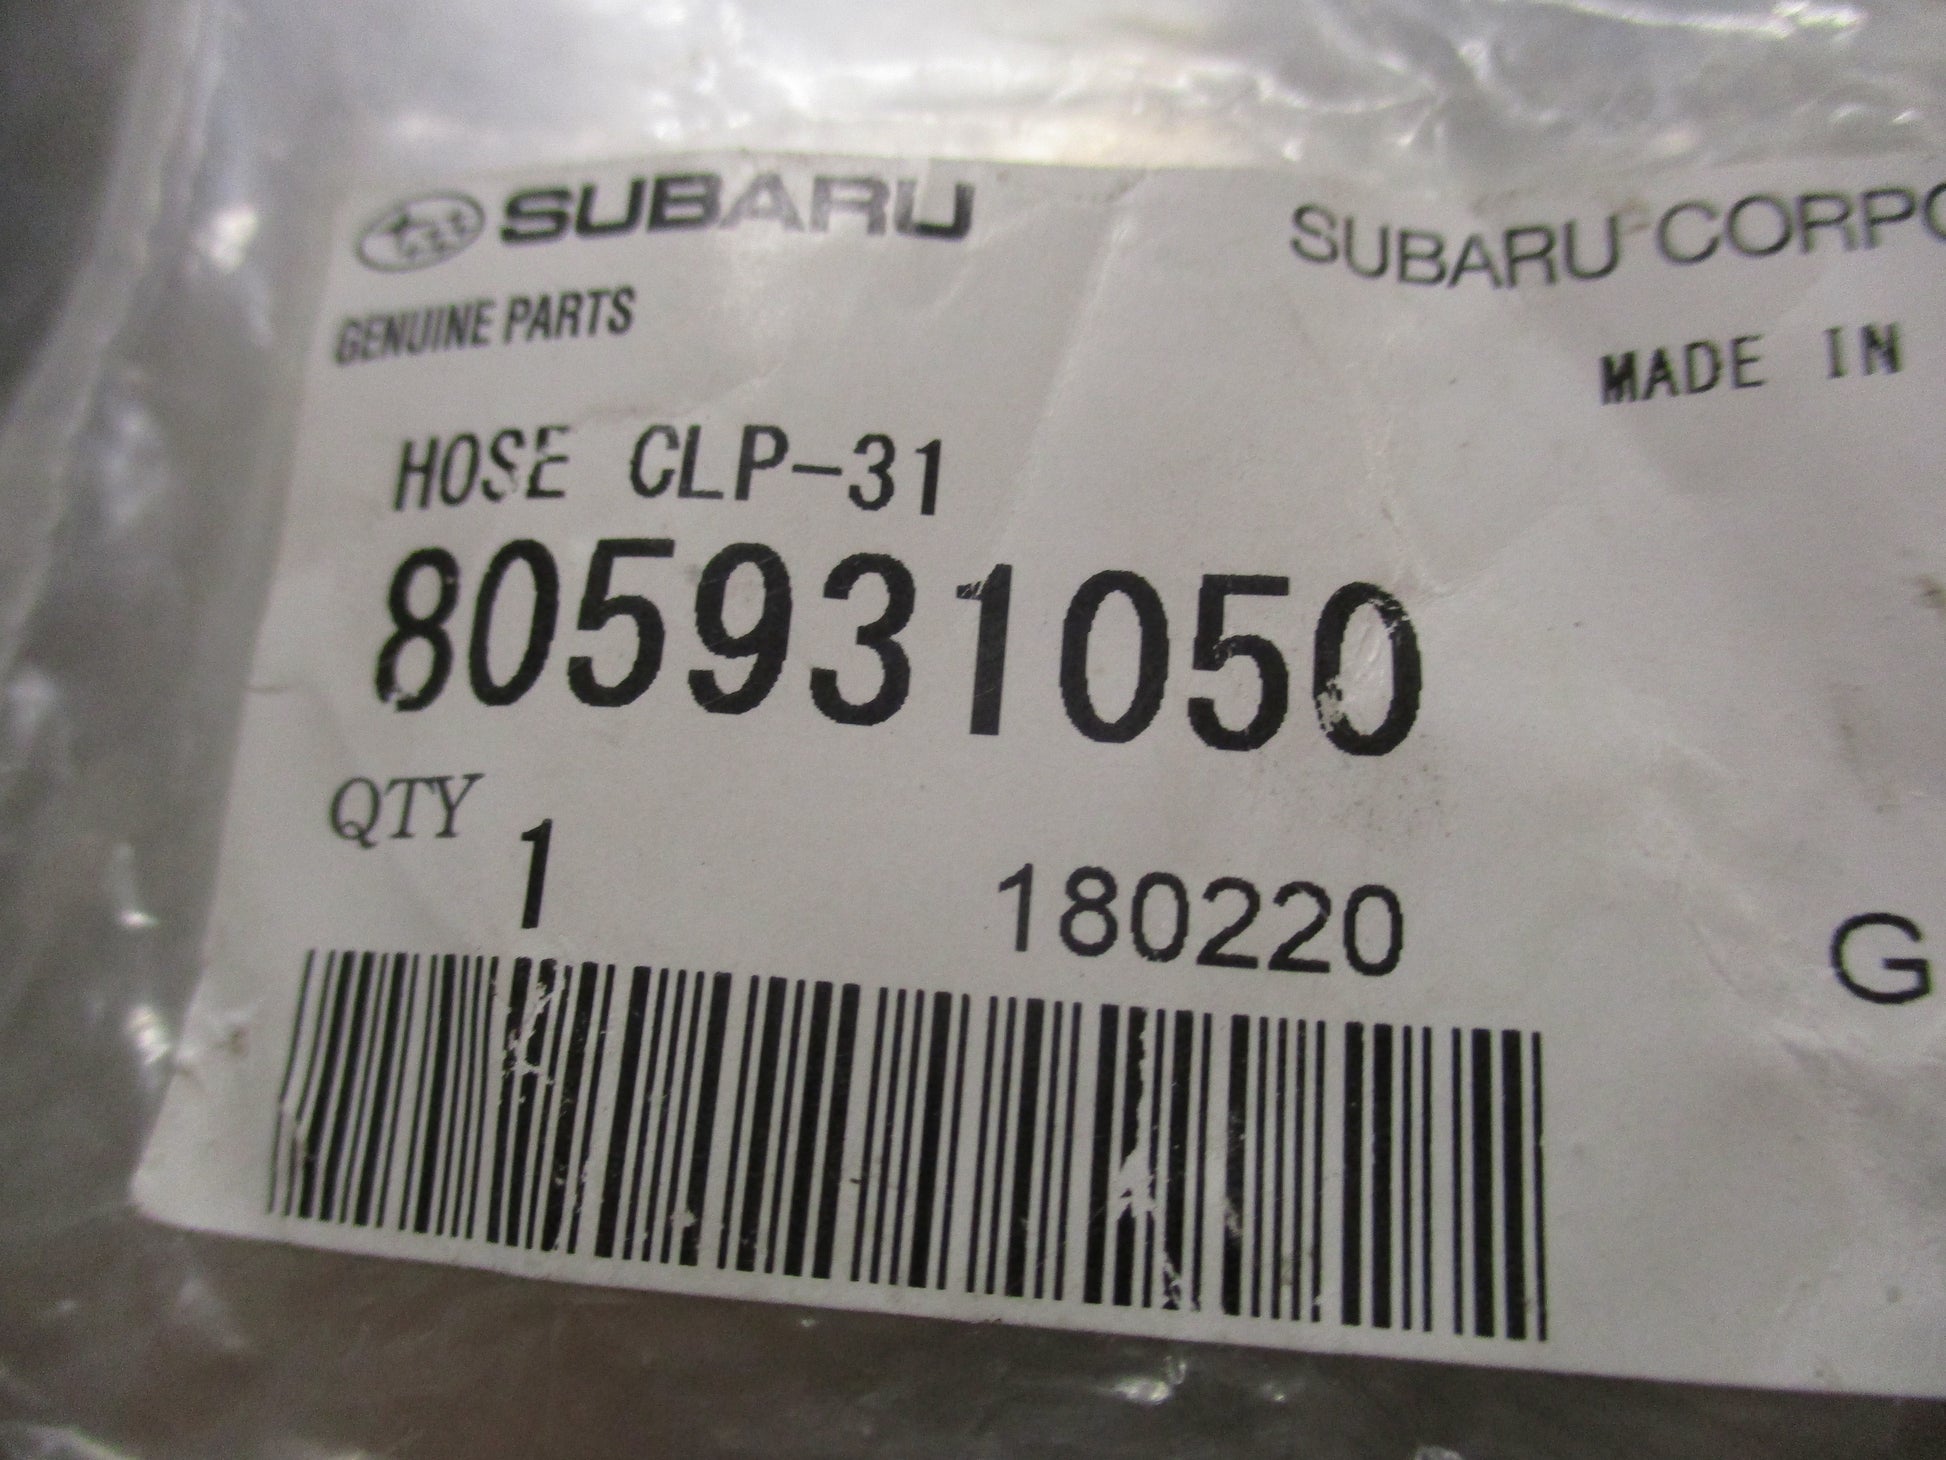 SUBARU
SUBARU CORPO
GENUINE PARTS
MADE IN
HOSE CLP-31
805931050
QTY 1
180220
G